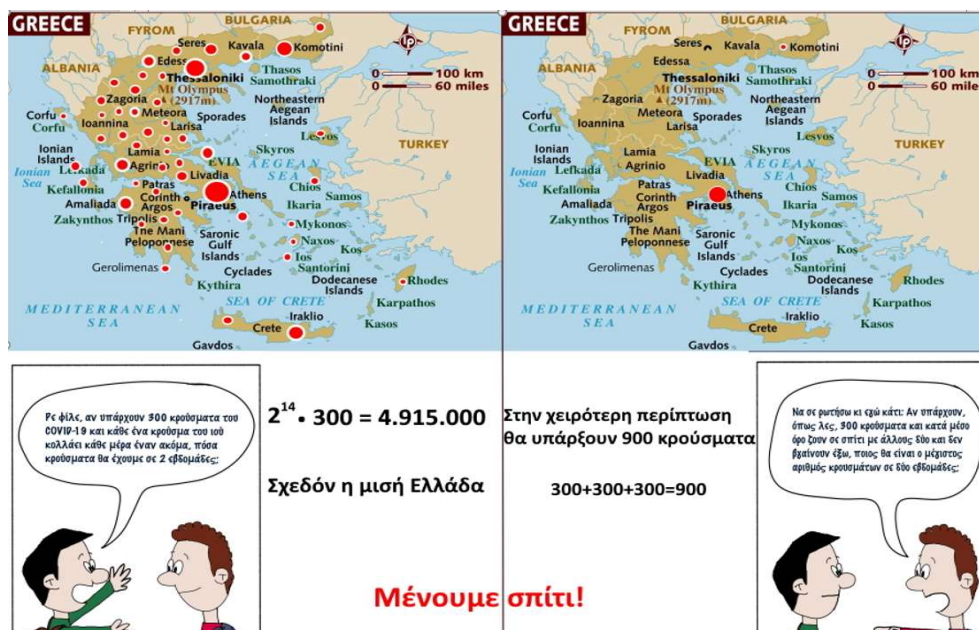 GREECE
BULGARIA
FYROM
Seres
Kavala
Komotini
ALBANIA
Edessa
Thessaloniki
Thasos
Samothraki
0 100 km
0 60 miles
Mt Olympus
(2917m)
Zagoria
Meteora
Northeastern
Aegean
Islands
Corfu
Corfu
Ioannina
Larisa
Sporades
Lesvos
TURKEY
Ionian
Islands
Lamia
Skyros
Ionian
Sea
Lefkada
Agrinio
EVIA
AEGEAN
SEA
Livadia
Kefallonia
Patras
Athens
Chios
Samos
Amaliada
Corinth
Argos
Piraeus
Ikaria
Zakynthos
Tripolis
Mykonos
The Mani
Peloponnese
Saronic
Gulf
Islands
Naxos
Kos
Ios
Santorini
Gerolimenas
Cyclades
Dodecanese
Islands
Rhodes
Kythira
MEDITERRANEAN
SEA
SEA OF CRETE
Karpathos
Iraklio
Kasos
Crete
Gavdos
GREECE
BULGARIA
FYROM
Seres
Kavala
Komotini
ALBANIA
Edessa
Thessaloniki
Thasos
Samothraki
0 100 km
0 60 miles
Mt Olympus
(2917m)
Zagoria
Meteora
Northeastern
Aegean
Islands
Corfu
Corfu
Ioannina
Larisa
Sporades
Lesvos
TURKEY
Ionian
Islands
Lamia
Skyros
Ionian
Sea
Lefkada
Agrinio
EVIA
AEGEAN
SEA
Livadia
Kefallonia
Patras
Athens
Chios
Samos
Amaliada
Corinth
Argos
Piraeus
Ikaria
Zakynthos
Tripolis
Mykonos
The Mani
Peloponnese
Saronic
Gulf
Islands
Naxos
Kos
Ios
Santorini
Gerolimenas
Cyclades
Dodecanese
Islands
Rhodes
Kythira
MEDITERRANEAN
SEA
SEA OF CRETE
Karpathos
Iraklio
Kasos
Crete
Gavdos
Ρε φίλε, αν υπάρχουν 300 κρούσματα του
COVID-19 και κάθε ένα κρούσμα του ιού
κολλάει κάθε μέρα έναν ακόμα, πόσα
κρούσματα θα έχουμε σε 2 εβδομάδες;
2¹⁴ · 300 = 4.915.000
Σχεδόν η μισή Ελλάδα
Στην χειρότερη περίπτωση
θα υπάρξουν 900 κρούσματα
300+300+300=900
Να σε ρωτήσω κι εγώ κάτι: Αν υπάρχουν,
όπως λες, 300 κρούσματα και κατά μέσο
όρο ζουν σε σπίτι με άλλους δύο και δεν
βγαίνουν έξω, ποιος θα είναι ο μέγιστος
αριθμός κρουσμάτων σε δύο εβδομάδες;
Μένουμε σπίτι!